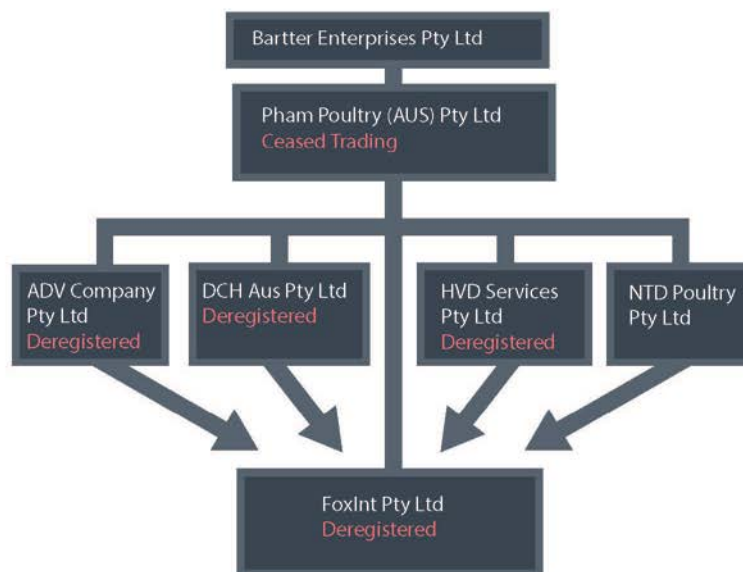 Bartter Enterprises Pty Ltd
Pham Poultry (AUS) Pty Ltd
Ceased Trading
ADV Company
Pty Ltd
Deregistered
DCH Aus Pty Ltd
Deregistered
HVD Services
Pty Ltd
Deregistered
NTD Poultry
Pty Ltd
FoxInt Pty Ltd
Deregistered